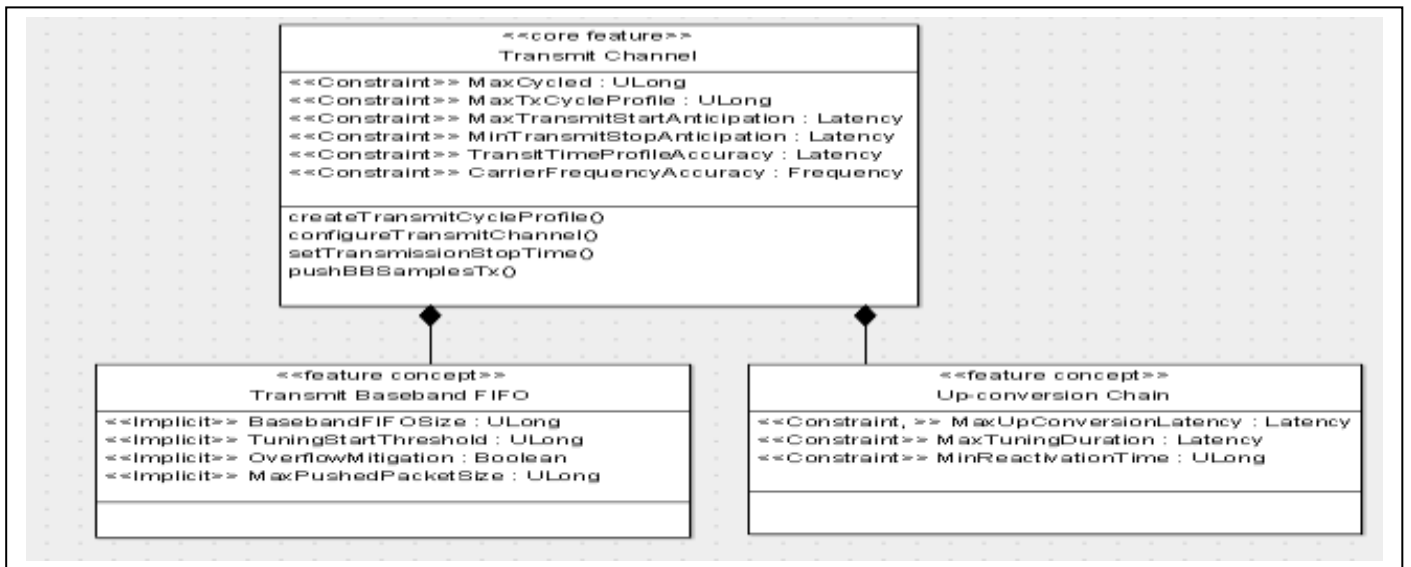 <<core feature>>
Transmit Channel
<<Constraint>> MaxCycled : ULong
<<Constraint>> MaxTxCycleProfile : ULong
<<Constraint>> MaxTransmitStartAnticipation : Latency
<<Constraint>> MinTransmitStopAnticipation : Latency
<<Constraint>> TransitTimeProfileAccuracy : Latency
<<Constraint>> CarrierFrequencyAccuracy : Frequency
createTransmitCycleProfile()
configureTransmitChannel()
setTransmissionStopTime()
pushBBSamplesTx()
<<feature concept>>
Transmit Baseband FIFO
<<Implicit>> BasebandFIFOSize : ULong
<<Implicit>> TuningStartThreshold : ULong
<<Implicit>> OverflowMitigation : Boolean
<<Implicit>> MaxPushedPacketSize : ULong
<<feature concept>>
Up-conversion Chain
<<Constraint, >> MaxUpConversionLatency : Latency
<<Constraint>> MaxTuningDuration : Latency
<<Constraint>> MinReactivationTime : ULong